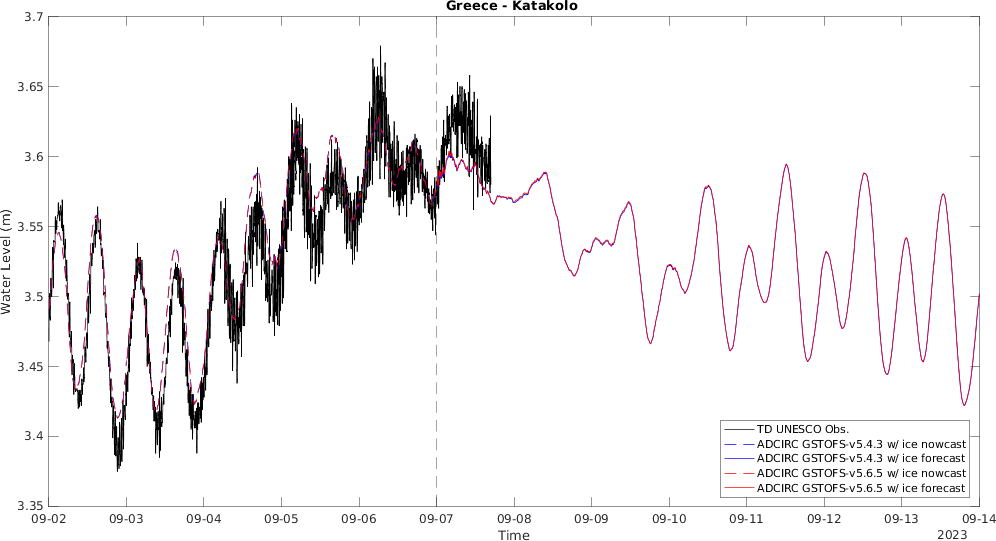 Greece - Katakolo
3.7
3.65
3.6
3.55
3.5
3.45
3.4
3.35
Water Level (m)
TD UNESCO Obs.
ADCIRC GSTOFS-v5.4.3 w/ ice nowcast
ADCIRC GSTOFS-v5.4.3 w/ ice forecast
ADCIRC GSTOFS-v5.6.5 w/ ice nowcast
ADCIRC GSTOFS-v5.6.5 w/ ice forecast
09-02 09-03 09-04 09-05 09-06 09-07 09-08 09-09 09-10 09-11 09-12 09-13 09-14
Time
2023